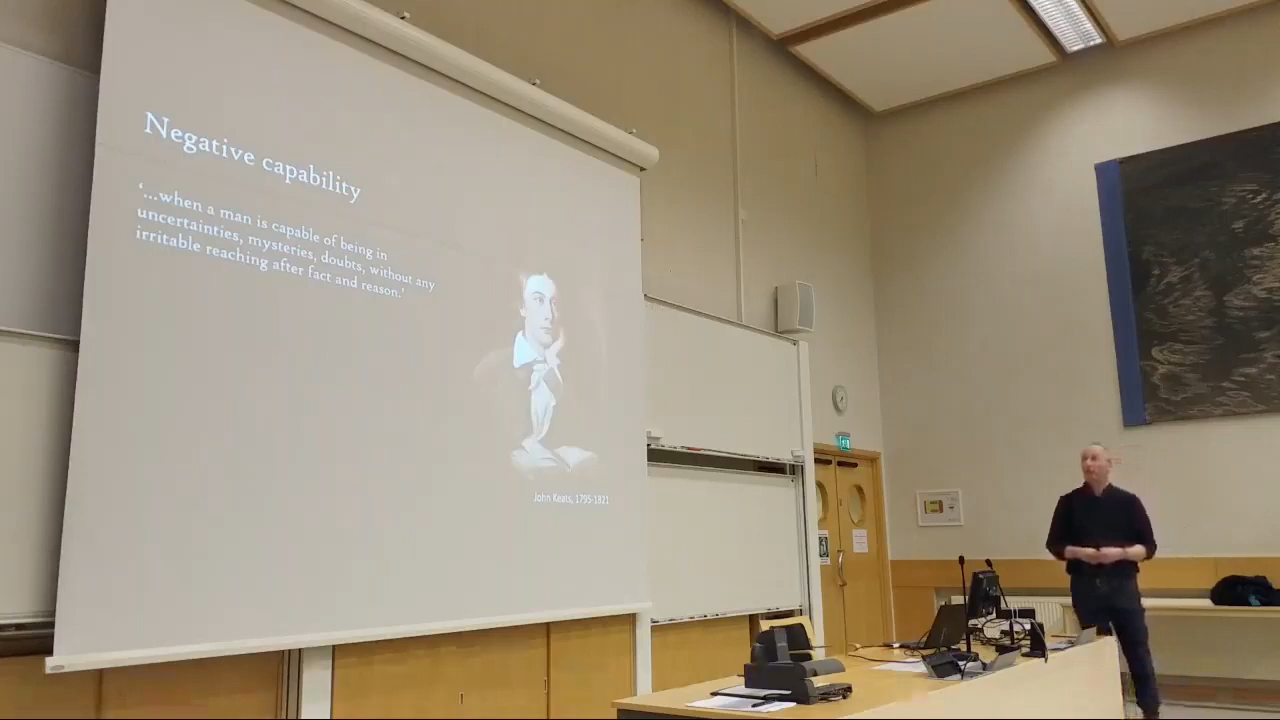 Negative capability
‘...when a man is capable of being in
uncertainties, mysteries, doubts, without any
irritable reaching after fact and reason.’
John Keats, 1795-1821